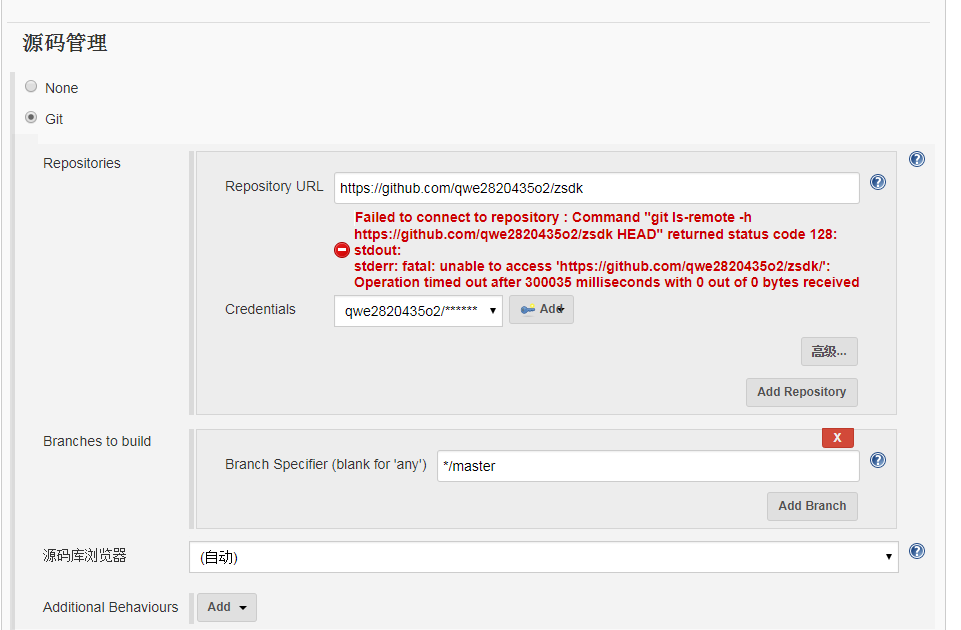 源码管理
None
Git
Repositories
Repository URL
https://github.com/qwe2820435o2/zsdk
Failed to connect to repository : Command "git ls-remote -h
https://github.com/qwe2820435o2/zsdk HEAD" returned status code 128:
stdout:
stderr: fatal: unable to access 'https://github.com/qwe2820435o2/zsdk/':
Operation timed out after 300035 milliseconds with 0 out of 0 bytes received
Credentials
qwe2820435o2/******
Add
高级...
Add Repository
Branches to build
X
Branch Specifier (blank for 'any')
*/master
Add Branch
源码库浏览器
(自动)
Additional Behaviours
Add